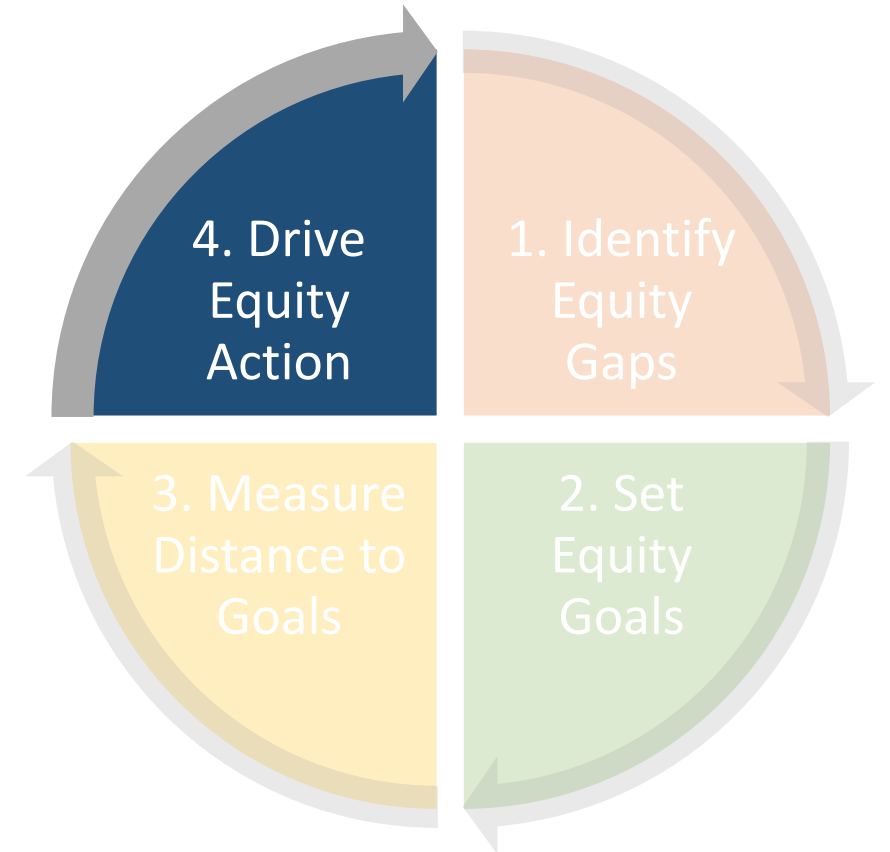 1. Identify
Equity
Gaps
2. Set
Equity
Goals
3. Measure
Distance to
Goals
4. Drive
Equity
Action